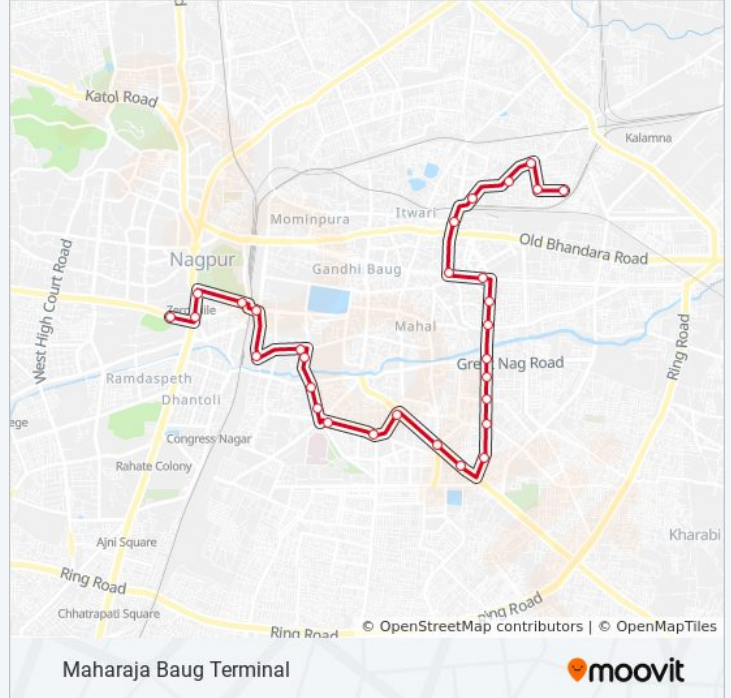 d
Katol Road
Kalamna
Mominpura
Itwari
Old Bhandara Road
Nagpur
Gandhi Baug
West High Court Road
Mahal
Ring Road
Road
Ramdaspeth
Dhantoli
ege
Congress Nagar
Rahate Colony
Kharabi
Ajni Square
Ring Road
Chhatrapati Square
Ring Road
Ring Road
© OpenStreetMap contributors | © OpenMapTiles
Maharaja Baug Terminal
moovit